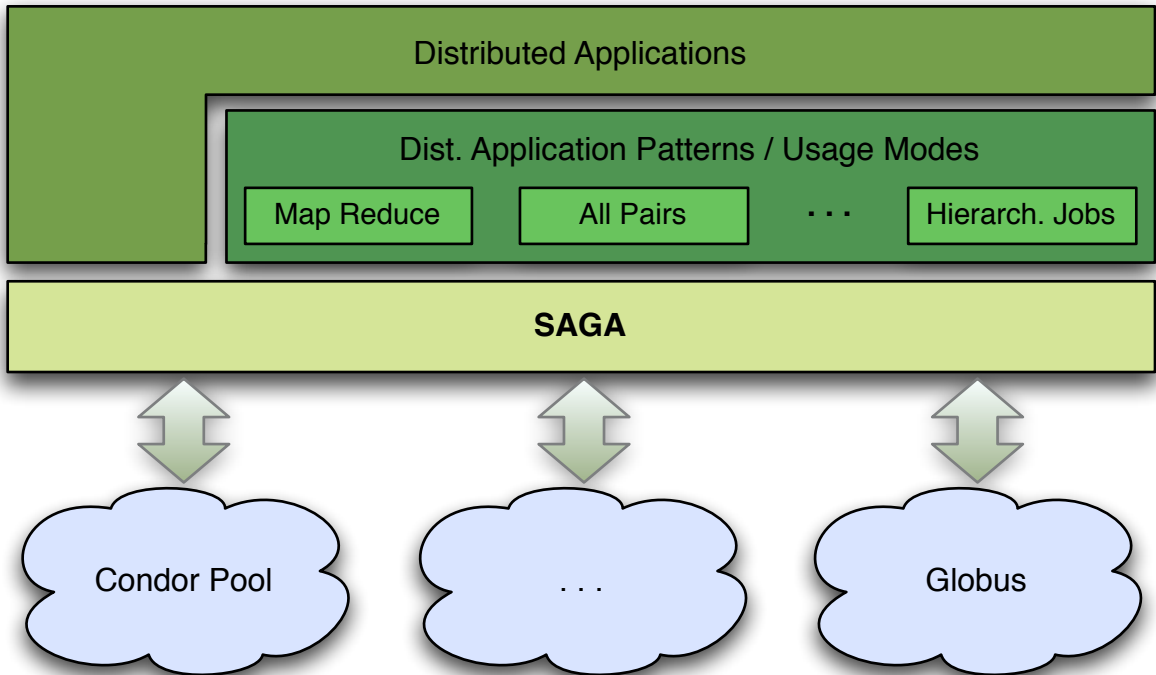 Distributed Applications
Dist. Application Patterns / Usage Modes
Map Reduce All Pairs . . . Hierarch. Jobs
SAGA
Condor Pool . . . Globus